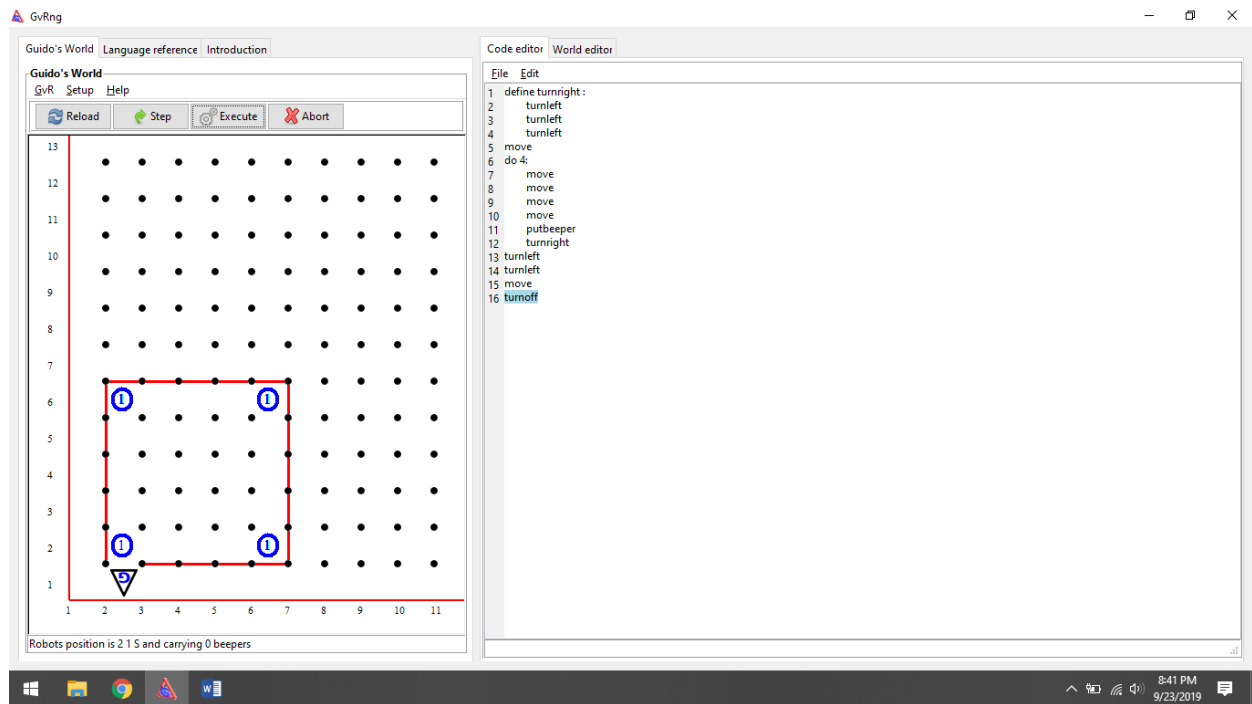 GvRng
Guido's World Language reference Introduction
Guido's World
GvR Setup Help
Reload Step Execute Abort
13
12
11
10
9
8
7
6
5
4
3
2
1
1 1
1 1
G
1 2 3 4 5 6 7 8 9 10 11
Robots position is 2 1 S and carrying 0 beepers
Code editor World editor
File Edit
1 define turnright :
2 turnleft
3 turnleft
4 turnleft
5 move
6 do 4:
7 move
8 move
9 move
10 move
11 putbeeper
12 turnright
13 turnleft
14 turnleft
15 move
16 turnoff
8:41 PM
9/23/2019